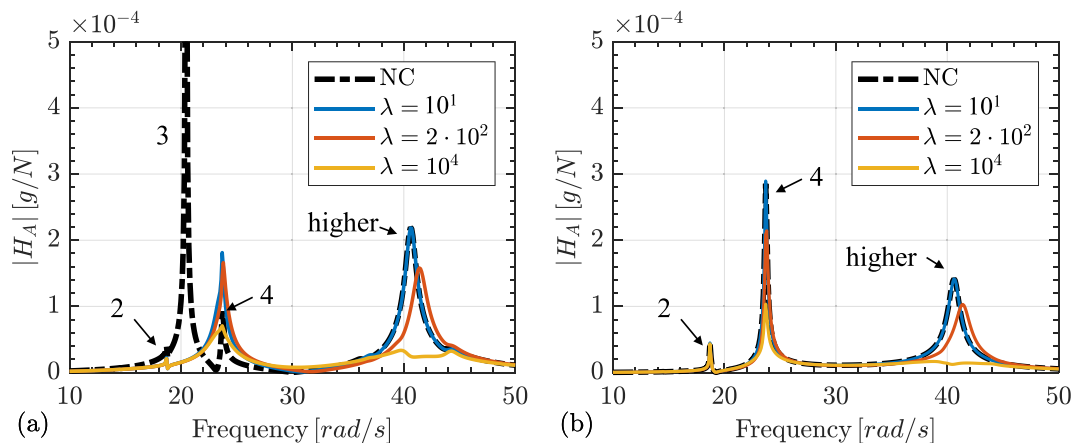 ×10⁻⁴
5
4
3
2
1
0
|H_A| [g/N]
10
20
30
40
50
Frequency [rad/s]
(a)
NC
λ = 10¹
λ = 2 · 10²
λ = 10⁴
3
2
4
higher
×10⁻⁴
5
4
3
2
1
0
|H_A| [g/N]
10
20
30
40
50
Frequency [rad/s]
(b)
NC
λ = 10¹
λ = 2 · 10²
λ = 10⁴
4
2
higher